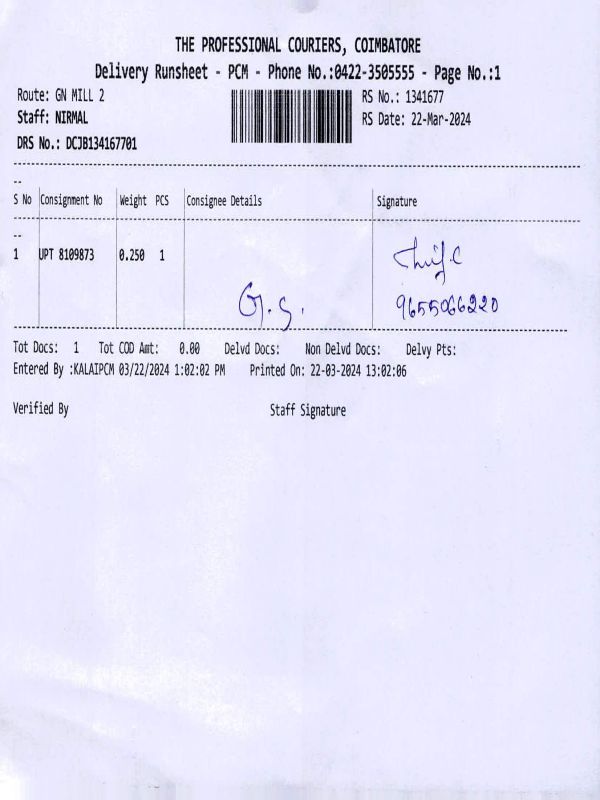 THE PROFESSIONAL COURIERS, COIMBATORE
Delivery Runsheet - PCM - Phone No.:0422-3505555 - Page No.:1
Route: GN MILL 2
Staff: NIRMAL
DRS No.: DCJB134167701
RS No.: 1341677
RS Date: 22-Mar-2024
--
S No Consignment No Weight PCS Consignee Details Signature
--
1 UPT 8109873 0.250 1
G. S.
9655066220
Tot Docs: 1 Tot COD Amt: 0.00 Delvd Docs: Non Delvd Docs: Delvy Pts:
Entered By :KALAIPCM 03/22/2024 1:02:02 PM Printed On: 22-03-2024 13:02:06
Verified By Staff Signature